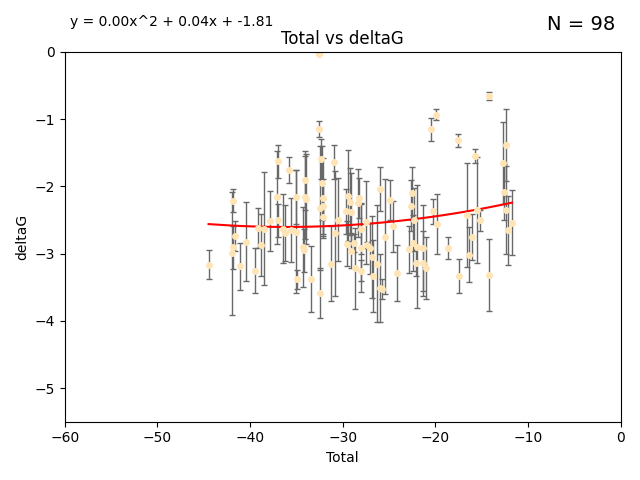 y = 0.00x^2 + 0.04x + -1.81
N = 98
Total vs deltaG
0
−1
−2
−3
−4
−5
deltaG
−60 −50 −40 −30 −20 −10 0
Total